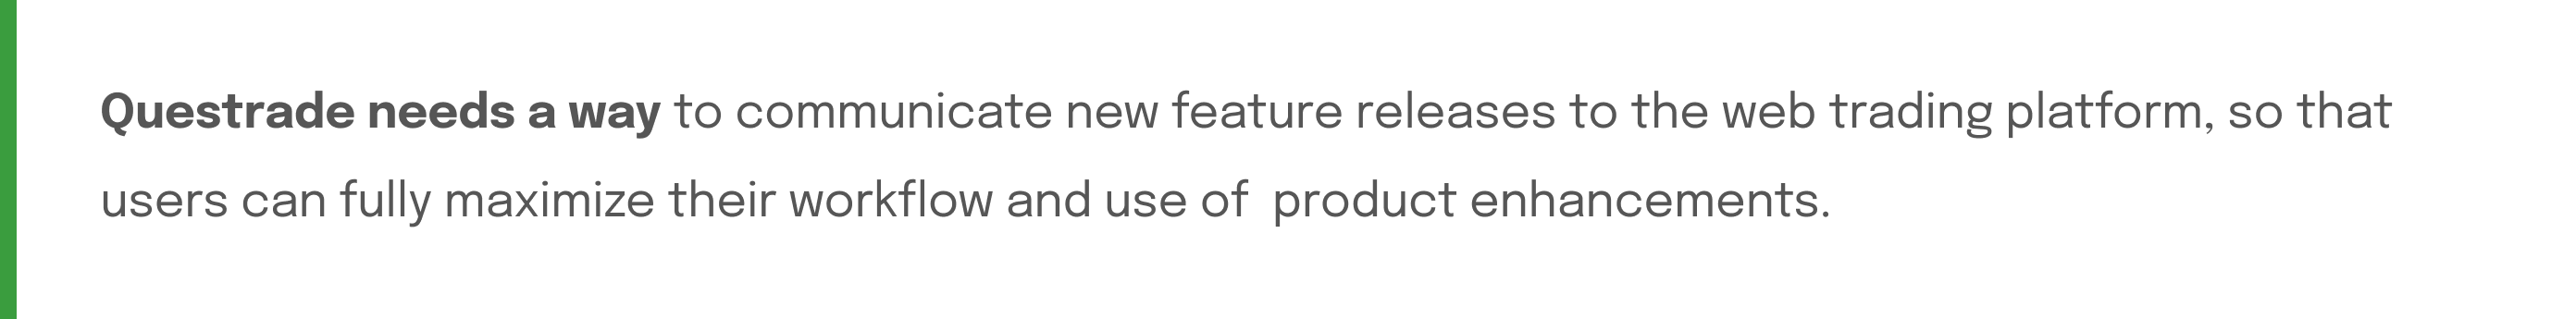 Questrade needs a way to communicate new feature releases to the web trading platform, so that
users can fully maximize their workflow and use of  product enhancements.